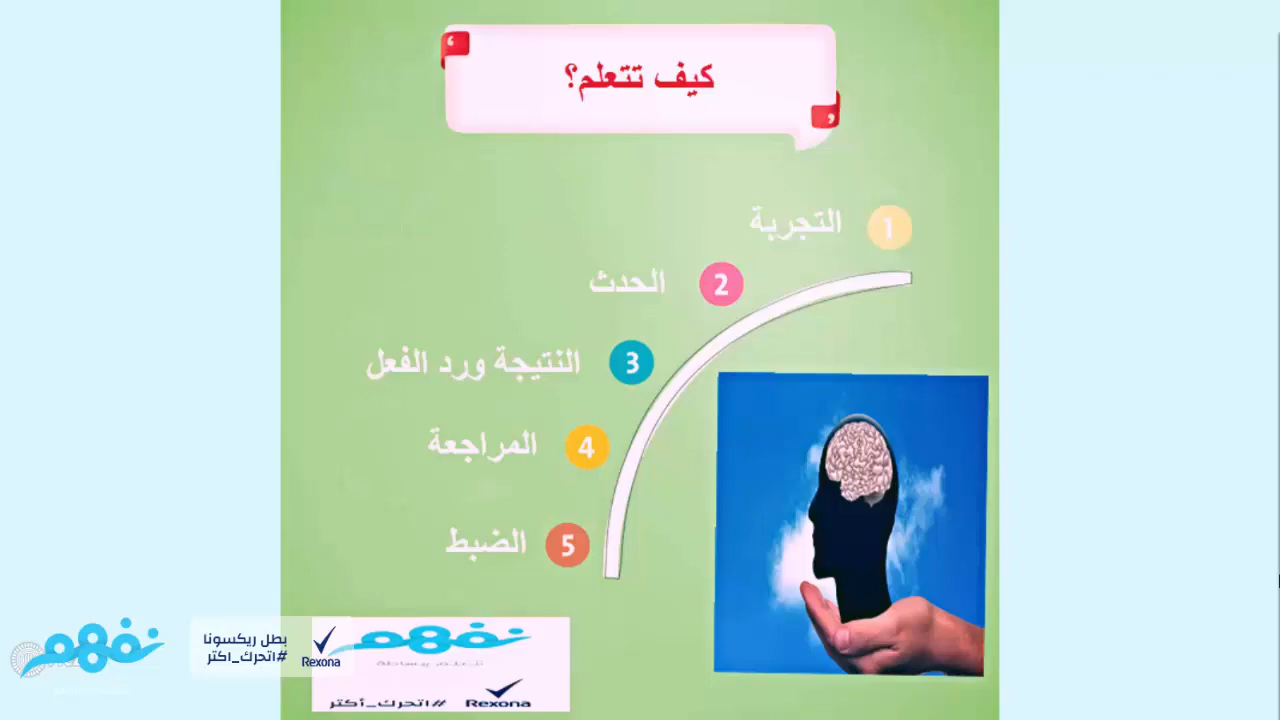 كيف تتعلم؟
1 التجربة
2 الحدث
3 النتيجة ورد الفعل
4 المراجعة
5 الضبط
نفهم
بطل ريكسونا
#اتحرك_اكتر
Rexona
نفهم
#اتحرك_أكتر Rexona